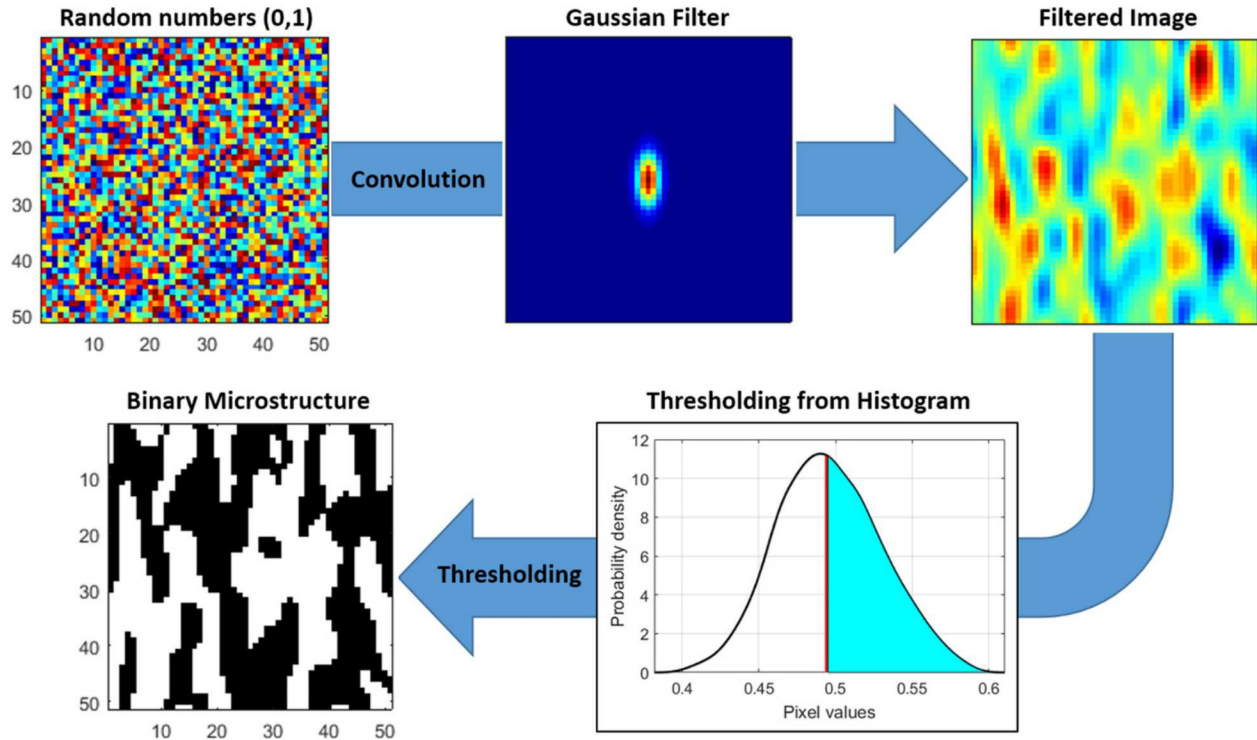 Random numbers (0,1)
Gaussian Filter
Filtered Image
10
20
30
40
50
10 20 30 40 50
Convolution
Binary Microstructure
10
20
30
40
50
10 20 30 40 50
Thresholding
Thresholding from Histogram
12
10
8
6
4
2
0
Probability density
0.4 0.45 0.5 0.55 0.6
Pixel values